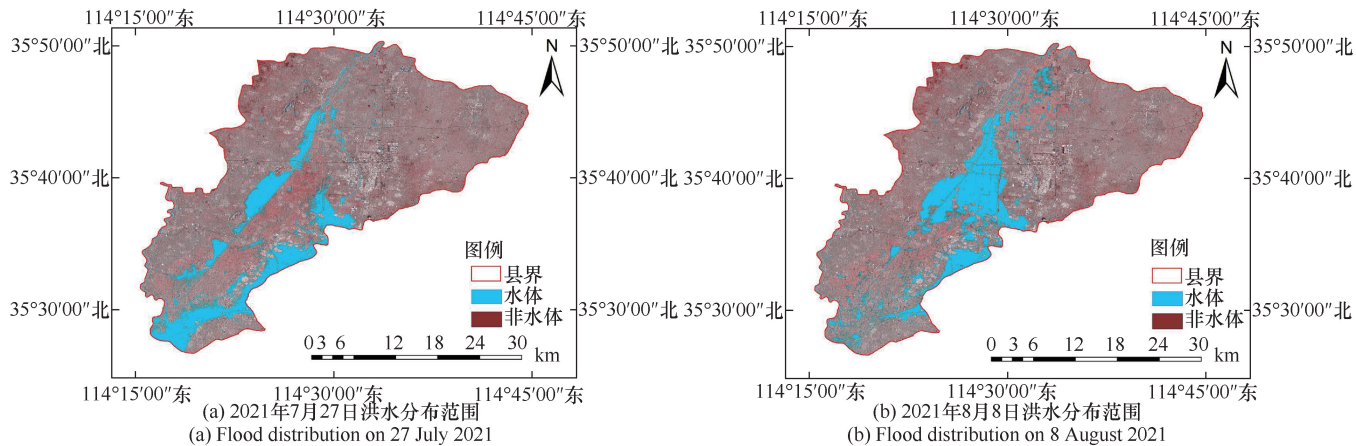 114°15′00″东 114°30′00″东 114°45′00″东
35°50′00″北 35°50′00″北
35°40′00″北 35°40′00″北
35°30′00″北 35°30′00″北
N
图例
县界
水体
非水体
0 3 6 12 18 24 30
km
114°15′00″东 114°30′00″东 114°45′00″东
(a) 2021年7月27日洪水分布范围
(a) Flood distribution on 27 July 2021
114°15′00″东 114°30′00″东 114°45′00″东
35°50′00″北 35°50′00″北
35°40′00″北 35°40′00″北
35°30′00″北 35°30′00″北
N
图例
县界
水体
非水体
0 3 6 12 18 24 30
km
114°15′00″东 114°30′00″东 114°45′00″东
(b) 2021年8月8日洪水分布范围
(b) Flood distribution on 8 August 2021